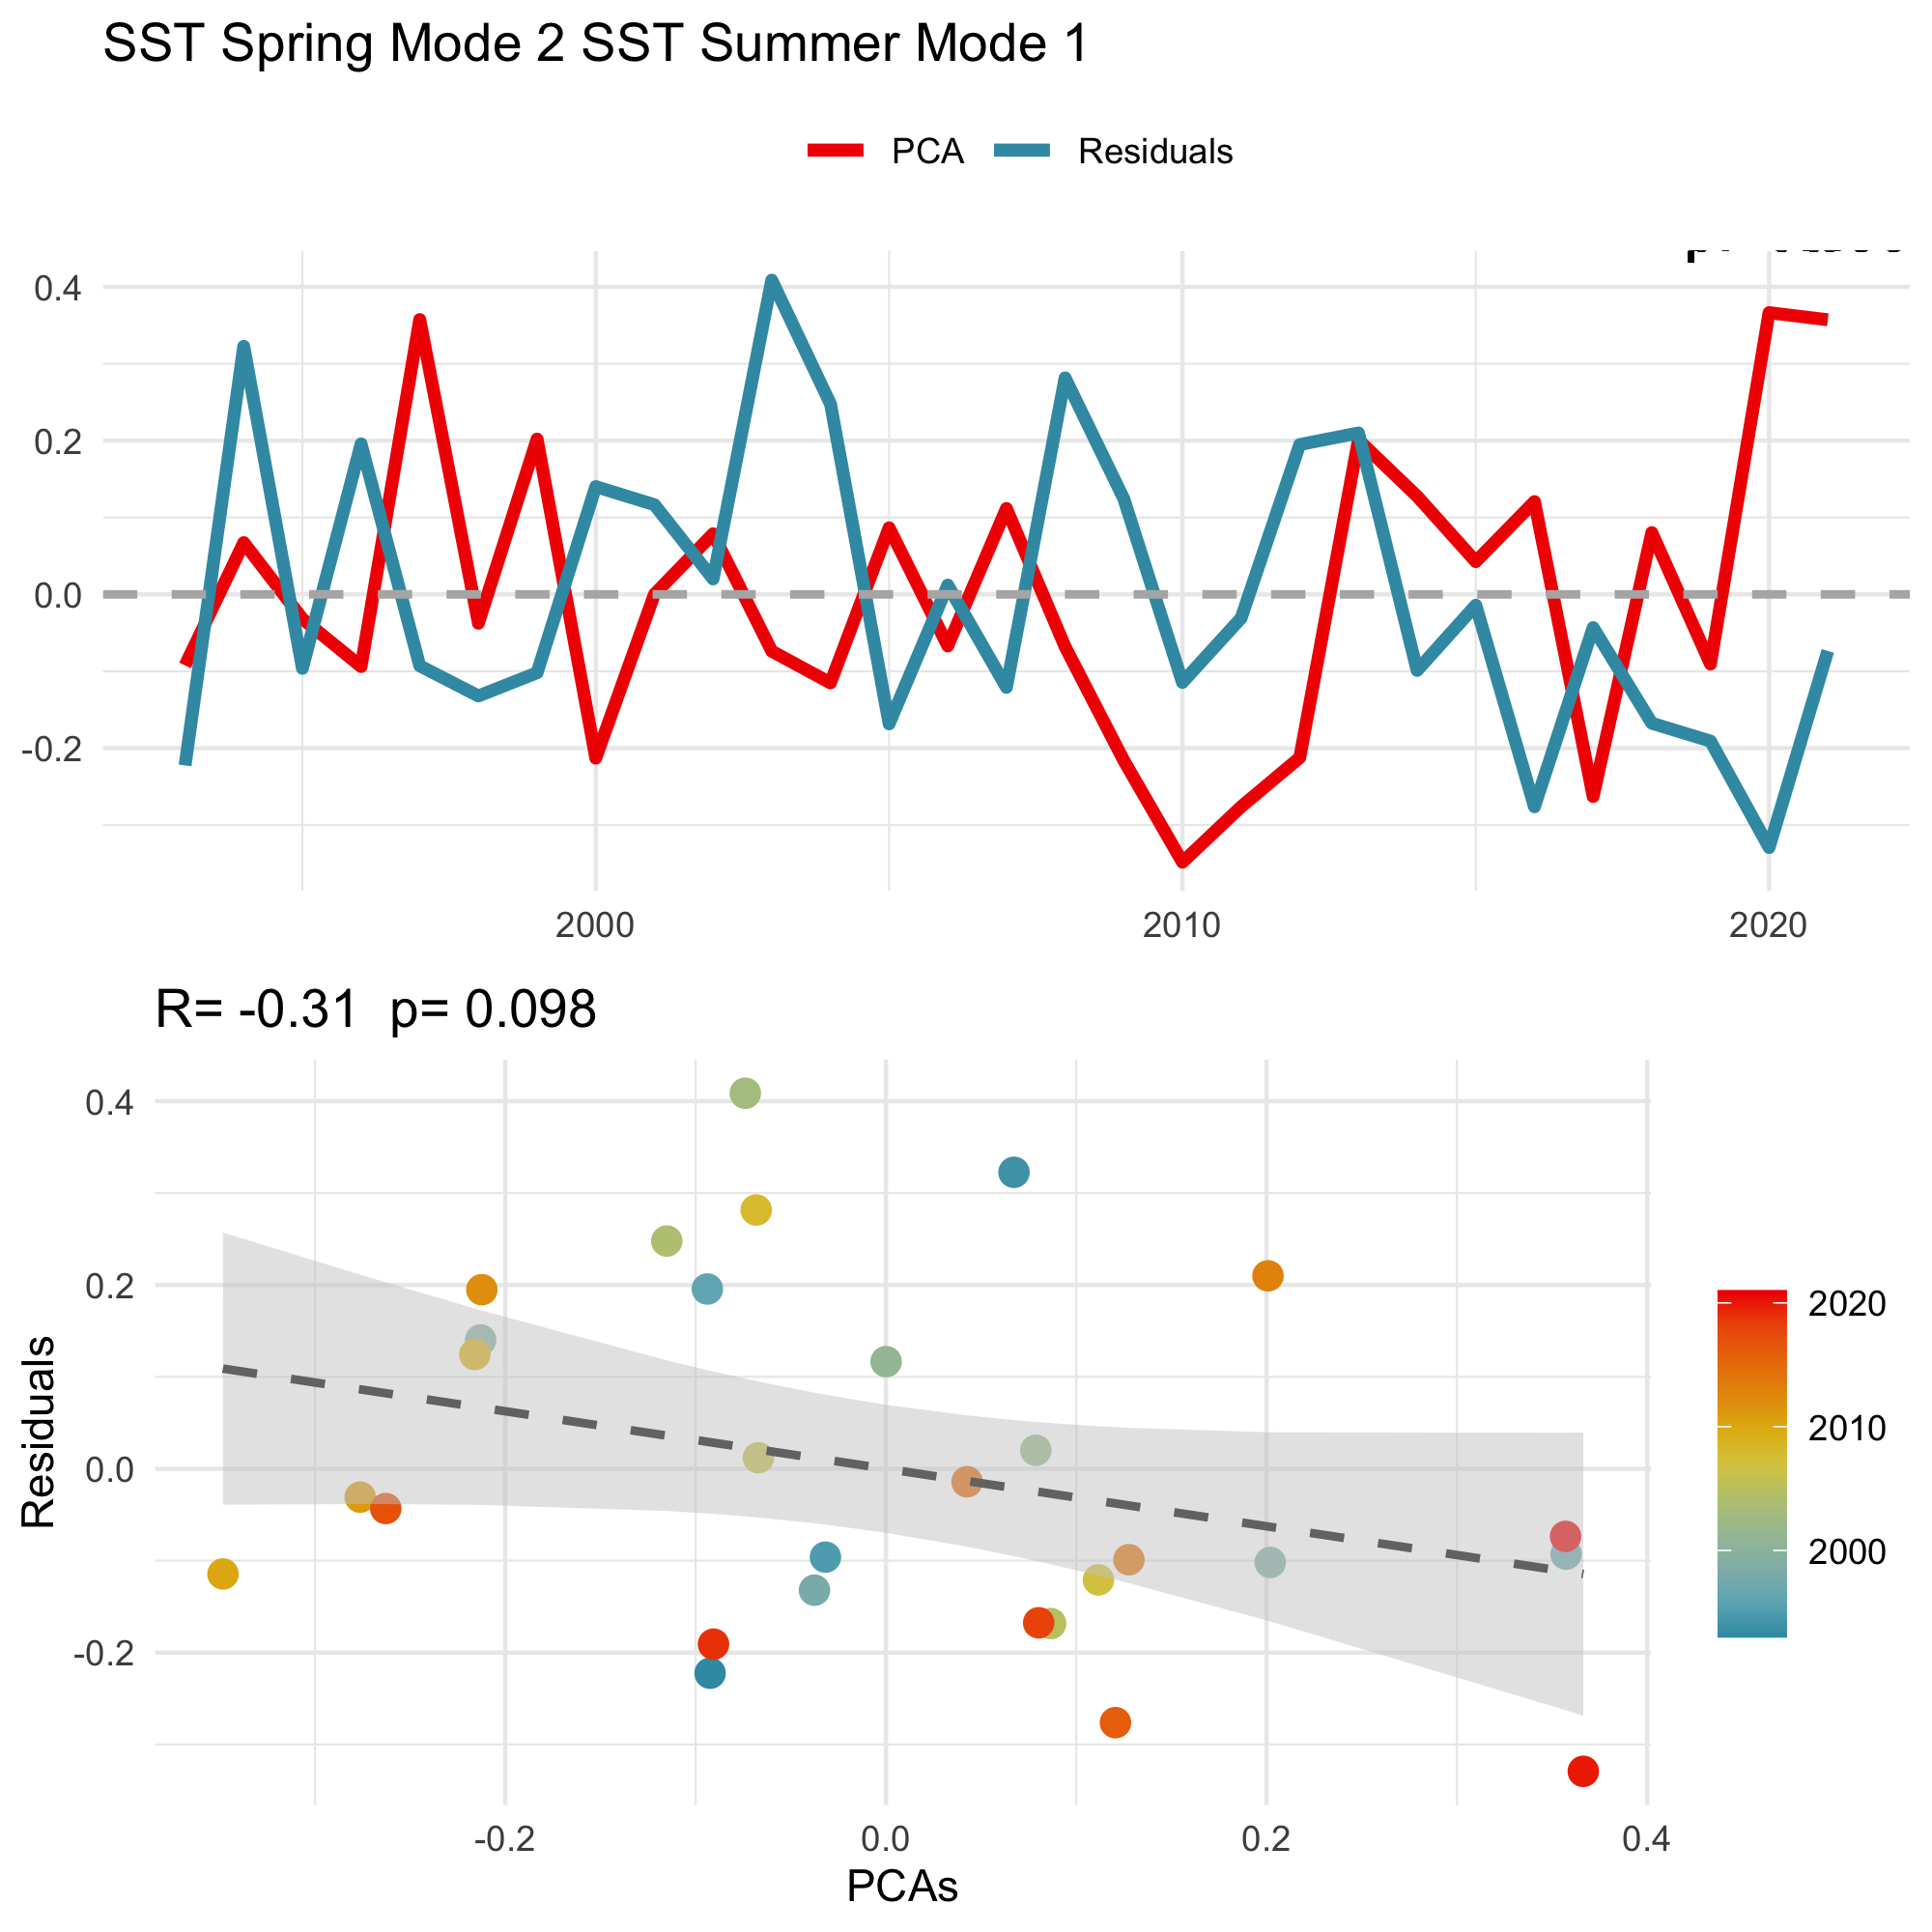 SST Spring Mode 2 SST Summer Mode 1
PCA Residuals
0.4
0.2
0.0
-0.2
2000 2010 2020
R= -0.31 p= 0.098
Residuals
0.4
0.2
0.0
-0.2
-0.2 0.0 0.2 0.4
PCAs
2020
2010
2000